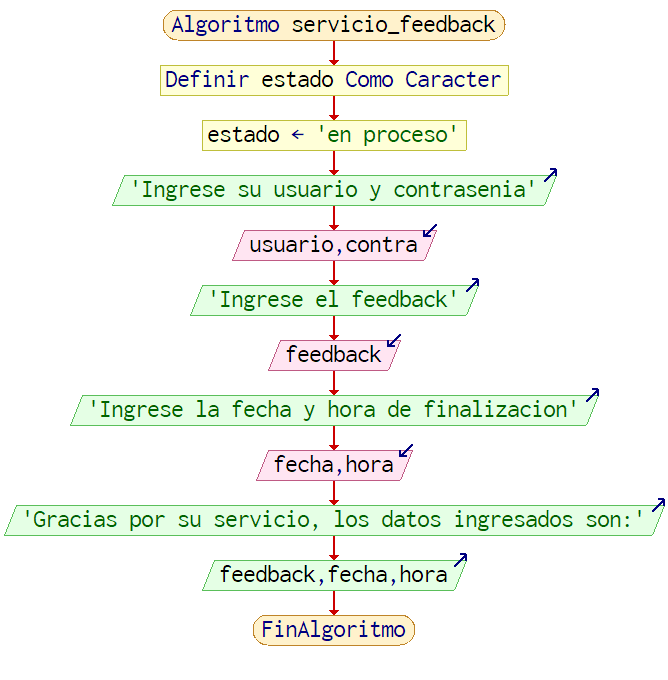 Algoritmo servicio_feedback
Definir estado Como Caracter
estado ← 'en proceso'
'Ingrese su usuario y contrasenia'
usuario,contra
'Ingrese el feedback'
feedback
'Ingrese la fecha y hora de finalizacion'
fecha,hora
'Gracias por su servicio, los datos ingresados son:'
feedback,fecha,hora
FinAlgoritmo